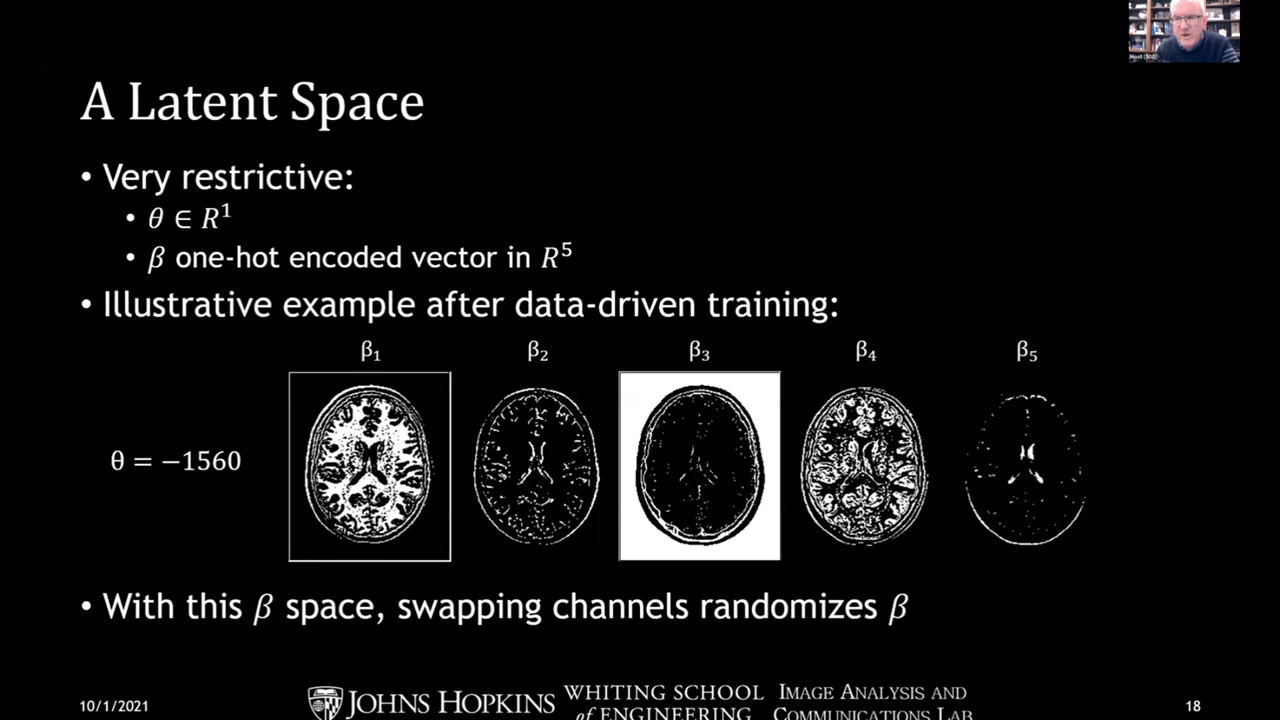 Host (500)
A Latent Space
• Very restrictive:
• θ ∈ R¹
• β one-hot encoded vector in R⁵
• Illustrative example after data-driven training:
β₁ β₂ β₃ β₄ β₅
θ = −1560
• With this β space, swapping channels randomizes β
10/1/2021
JOHNS HOPKINS
WHITING SCHOOL
of ENGINEERING
IMAGE ANALYSIS AND
COMMUNICATIONS LAB
18